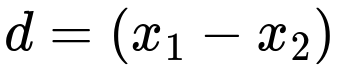 d = (x₁ − x₂)